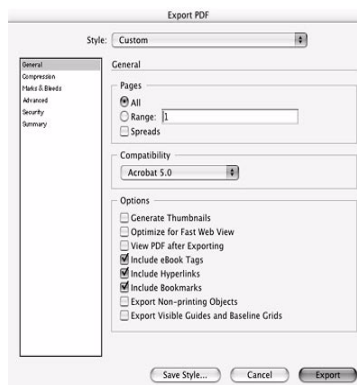 Export PDF
Style: Custom
General
Compression
Marks & Bleeds
Advanced
Security
Summary
General
Pages
All
Range: 1
Spreads
Compatibility
Acrobat 5.0
Options
Generate Thumbnails
Optimize for Fast Web View
View PDF after Exporting
Include eBook Tags
Include Hyperlinks
Include Bookmarks
Export Non-printing Objects
Export Visible Guides and Baseline Grids
Save Style... Cancel Export